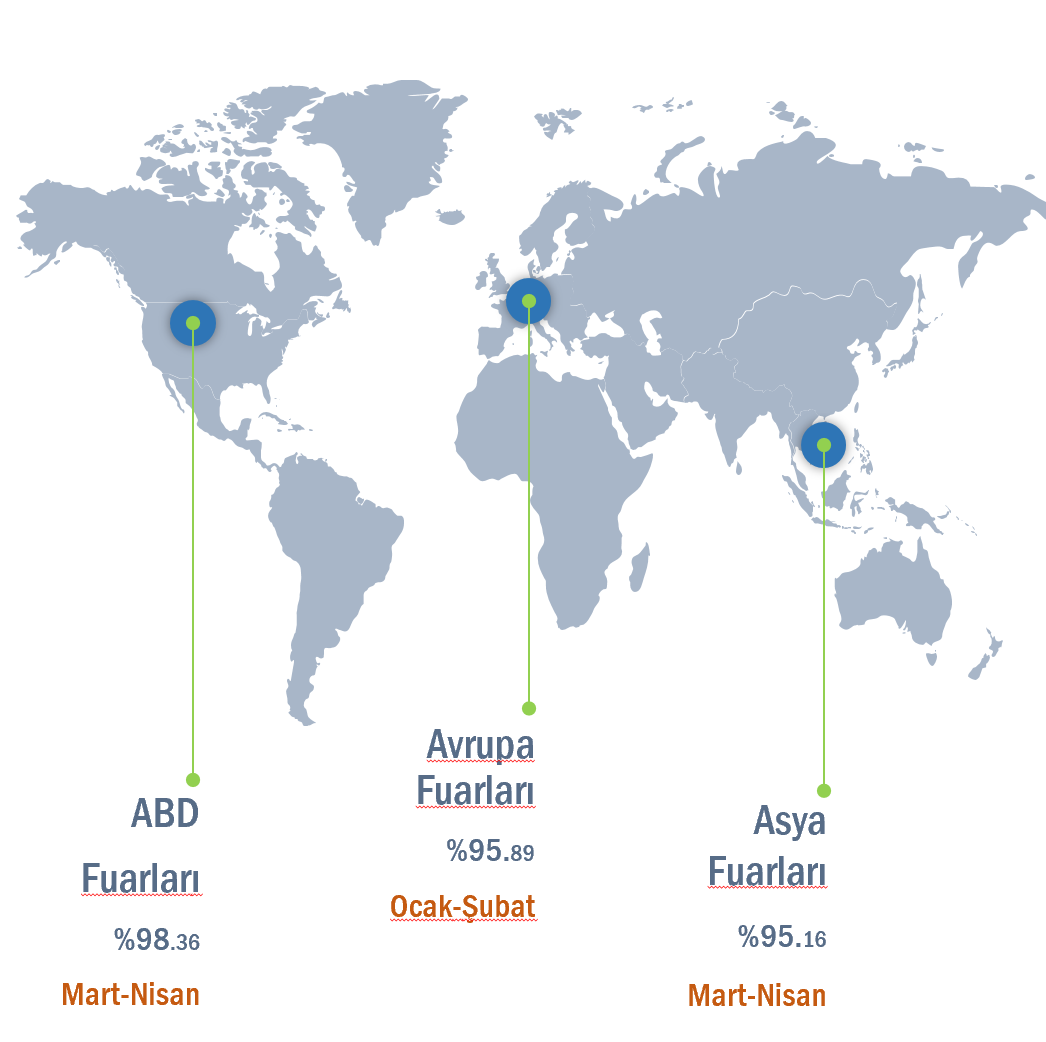 ABD
Fuarları
%98.36
Mart-Nisan
Avrupa
Fuarları
%95.89
Ocak-Şubat
Asya
Fuarları
%95.16
Mart-Nisan